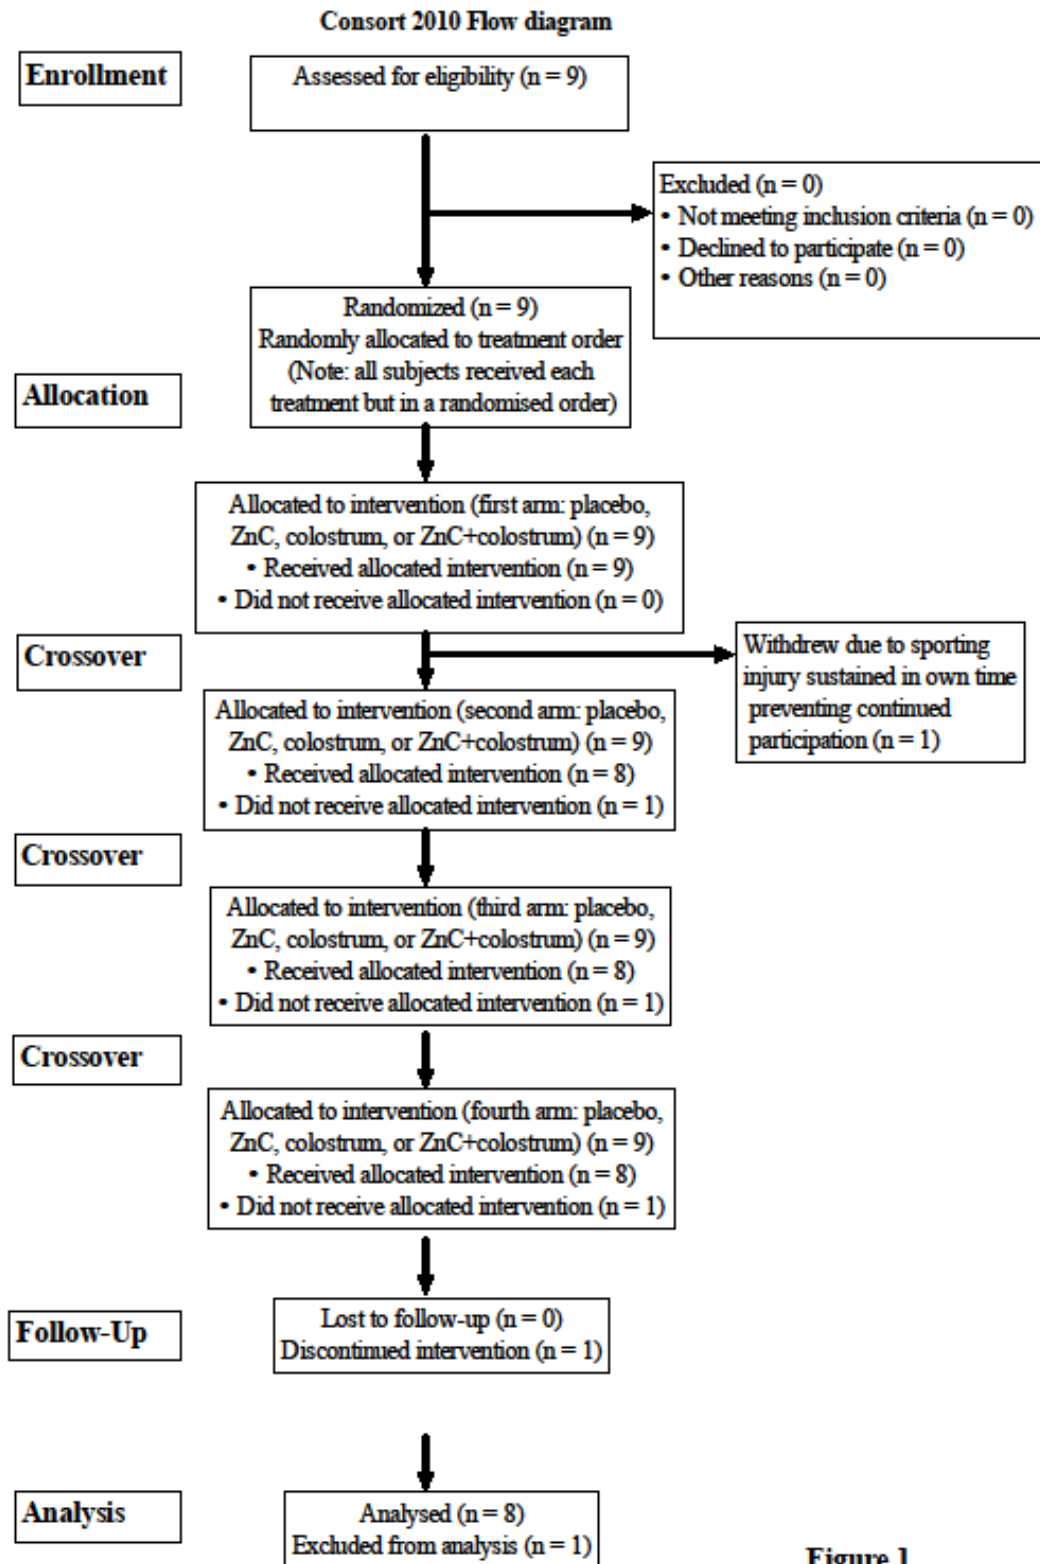 Consort 2010 Flow diagram
Enrollment
Assessed for eligibility (n = 9)
Excluded (n = 0)
• Not meeting inclusion criteria (n = 0)
• Declined to participate (n = 0)
• Other reasons (n = 0)
Randomized (n = 9)
Randomly allocated to treatment order
(Note: all subjects received each
treatment but in a randomised order)
Allocation
Allocated to intervention (first arm: placebo,
ZnC, colostrum, or ZnC+colostrum) (n = 9)
• Received allocated intervention (n = 9)
• Did not receive allocated intervention (n = 0)
Crossover
Withdrew due to sporting
injury sustained in own time
preventing continued
participation (n = 1)
Allocated to intervention (second arm: placebo,
ZnC, colostrum, or ZnC+colostrum) (n = 9)
• Received allocated intervention (n = 8)
• Did not receive allocated intervention (n = 1)
Crossover
Allocated to intervention (third arm: placebo,
ZnC, colostrum, or ZnC+colostrum) (n = 9)
• Received allocated intervention (n = 8)
• Did not receive allocated intervention (n = 1)
Crossover
Allocated to intervention (fourth arm: placebo,
ZnC, colostrum, or ZnC+colostrum) (n = 9)
• Received allocated intervention (n = 8)
• Did not receive allocated intervention (n = 1)
Follow-Up
Lost to follow-up (n = 0)
Discontinued intervention (n = 1)
Analysis
Analysed (n = 8)
Excluded from analysis (n = 1)
Figure 1